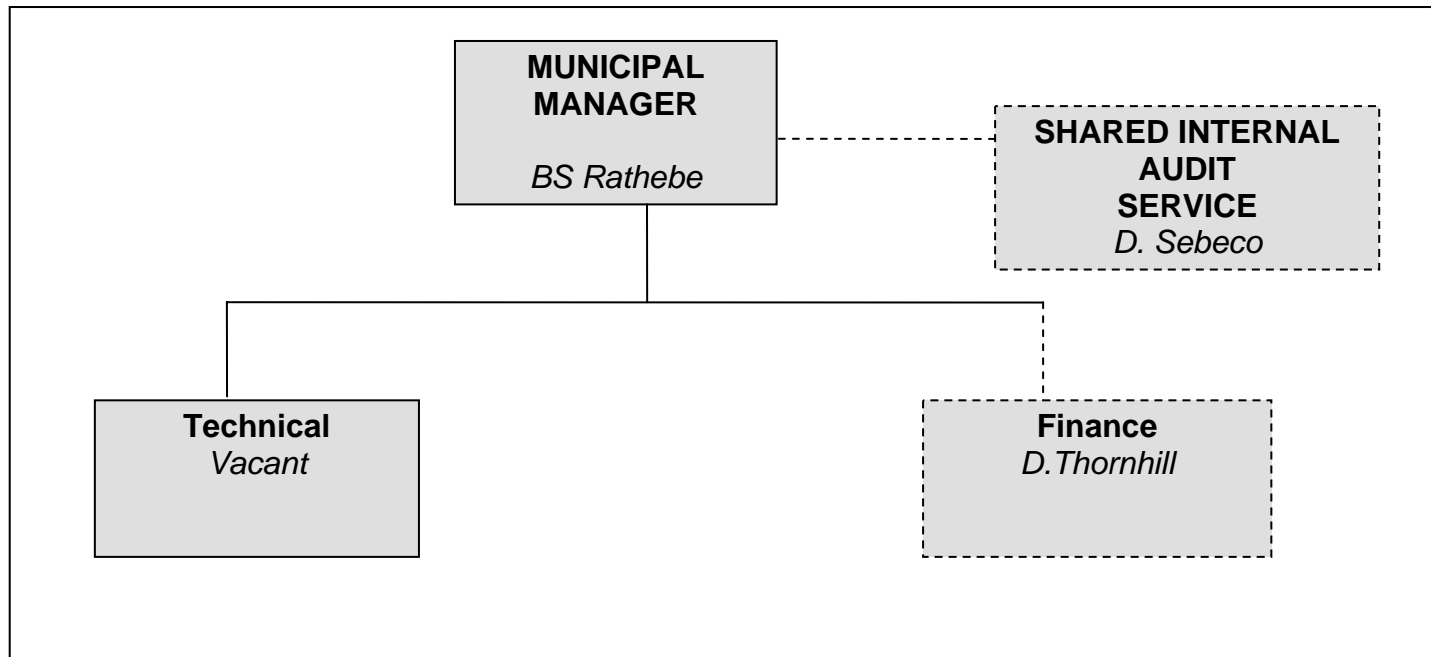 MUNICIPAL
MANAGER
BS Rathebe
SHARED INTERNAL
AUDIT
SERVICE
D. Sebeco
Technical
Vacant
Finance
D.Thornhill